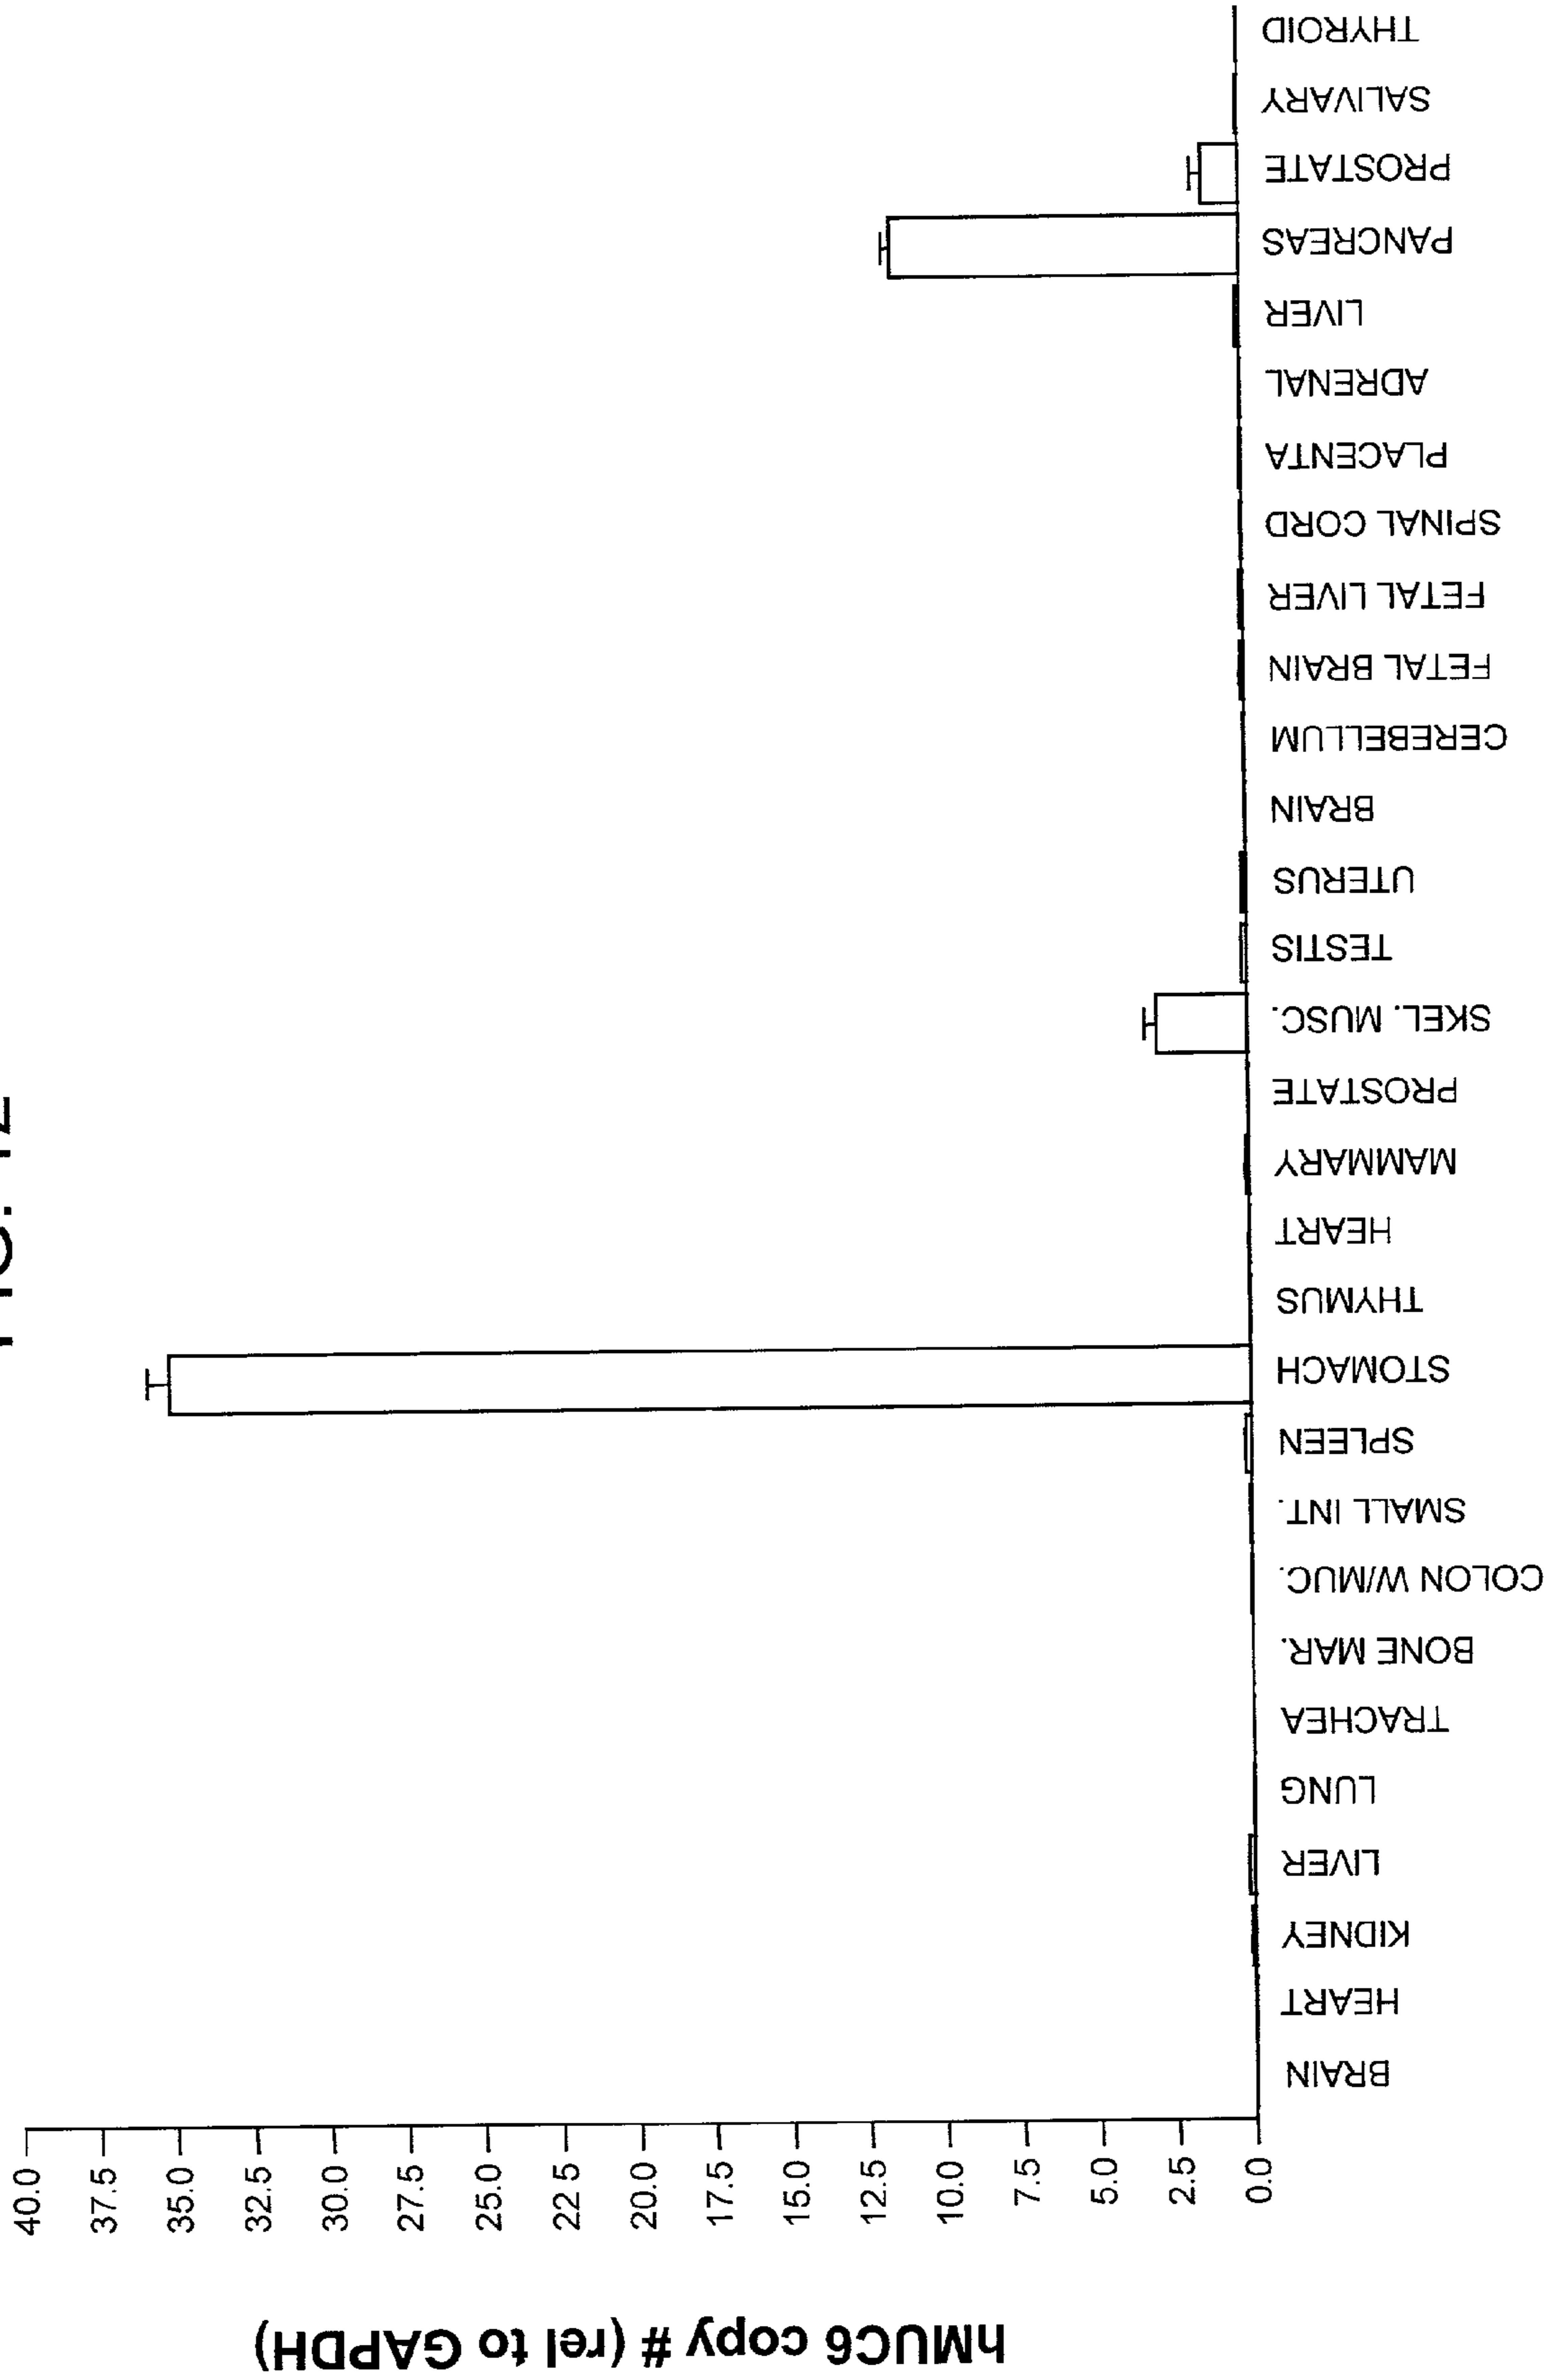 hMUC6 copy # (rel to GAPDH)
40.0
37.5
35.0
32.5
30.0
27.5
25.0
22 5
20.0
17.5
15.0
12.5
10.0
7.5
5.0
2.5
0.0
BRAIN
HEART
KIDNEY
LIVER
LUNG
TRACHEA
BONE MAR.
COLON W/MUC.
SMALL INT.
SPLEEN
STOMACH
THYMUS
HEART
MAMMARY
PROSTATE
SKEL. MUSC.
TESTIS
UTERUS
BRAIN
CEREBELLUM
FETAL BRAIN
FETAL LIVER
SPINAL CORD
PLACENTA
ADRENAL
LIVER
PANCREAS
PROSTATE
SALIVARY
THYROID